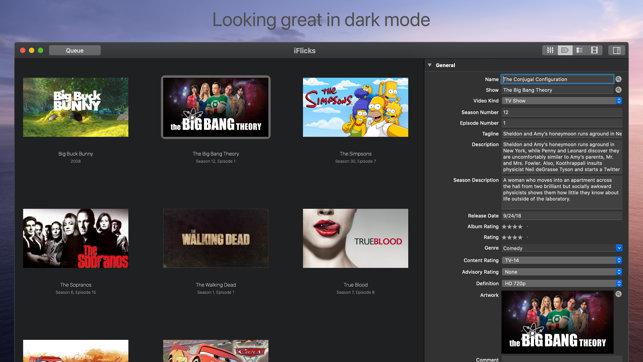 Looking great in dark mode
Queue
iFlicks
General
Big Buck
BUNNY
the BIG BANG THEORY
THE
SIMPSONS
Big Buck Bunny
2008
The Big Bang Theory
Season 12, Episode 1
The Simpsons
Season 30, Episode 7
The
Sopranos
THE
WALKING DEAD
TRUEBLOOD
The Sopranos
The Walking Dead
Season 1, Episode 1
True Blood
Name The Conjugal Configuration
Show The Big Bang Theory
Video Kind TV Show
Season Number 12
Episode Number 1
Tagline Sheldon and Amy's honeymoon runs aground in Ne
Description Sheldon and Amy's honeymoon runs aground in
New York, while Penny and Leonard discover they
are uncomfortably similar to Amy's parents, Mr.
and Mrs. Fowler. Also, Koothrappali insults
physicist Neil deGrasse Tyson and starts a Twitter
Season Description A woman who moves into an apartment across
the hall from two brilliant but socially awkward
physicists shows them how little they know about
life outside of the laboratory.
Release Date 9/24/18
Album Rating
Rating
Genre Comedy
Content Rating TV-14
Advisory Rating None
Definition HD 720p
Artwork
the BIG BANG THEORY
Comment